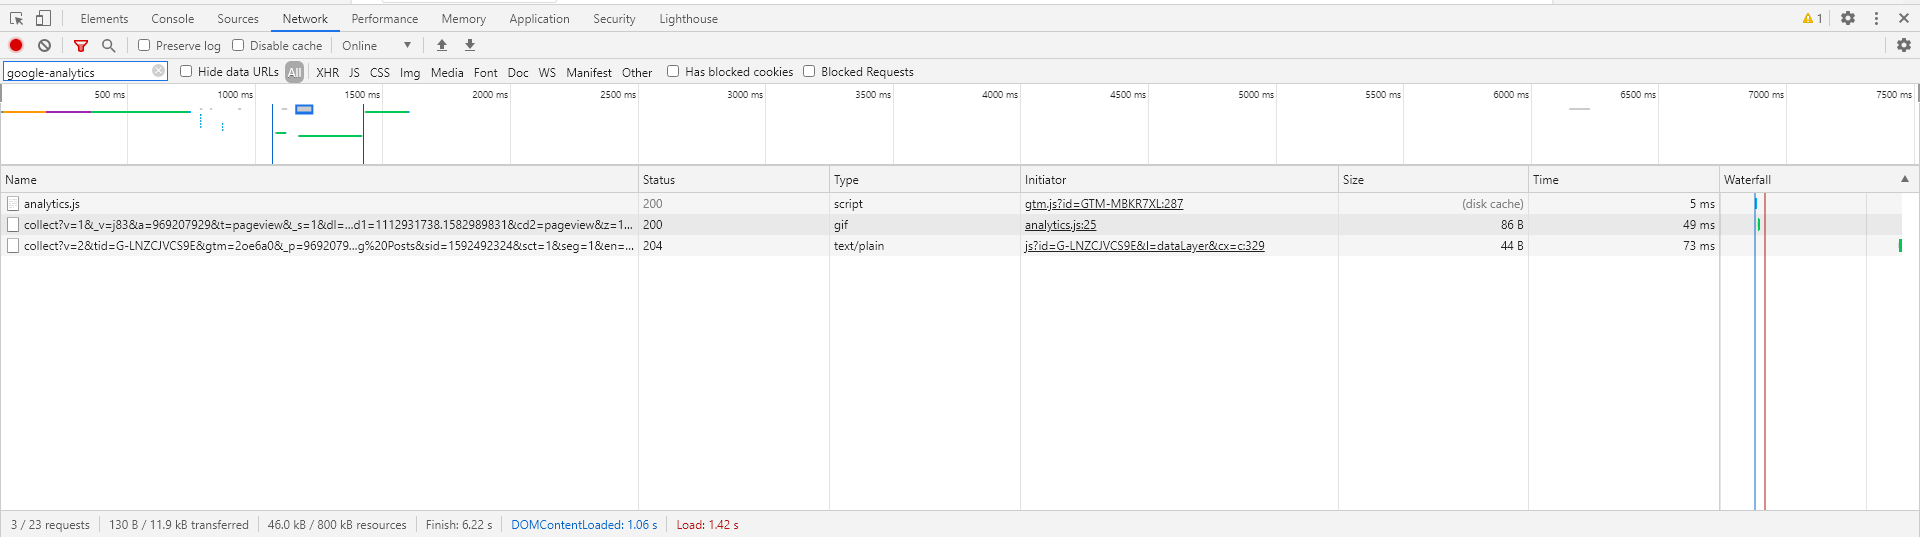 Elements Console Sources Network Performance Memory Application Security Lighthouse 1
Preserve log Disable cache Online
google-analytics Hide data URLs All XHR JS CSS Img Media Font Doc WS Manifest Other Has blocked cookies Blocked Requests
500 ms 1000 ms 1500 ms 2000 ms 2500 ms 3000 ms 3500 ms 4000 ms 4500 ms 5000 ms 5500 ms 6000 ms 6500 ms 7000 ms 7500 ms
Name Status Type Initiator Size Time Waterfall
analytics.js 200 script gtm.js?id=GTM-MBKR7XL:287 (disk cache) 5 ms
collect?v=1&_v=j83&a=969207929&t=pageview&_s=1&dl=...d1=1112931738.1582989831&cd2=pageview&z=1... 200 gif analytics.js:25 86 B 49 ms
collect?v=2&tid=G-LNZCJVCS9E&gtm=2oe6a0&_p=9692079...g%20Posts&sid=1592492324&sct=1&seg=1&en=... 204 text/plain js?id=G-LNZCJVCS9E&l=dataLayer&cx=c:329 44 B 73 ms
3 / 23 requests 130 B / 11.9 kB transferred 46.0 kB / 800 kB resources Finish: 6.22 s DOMContentLoaded: 1.06 s Load: 1.42 s